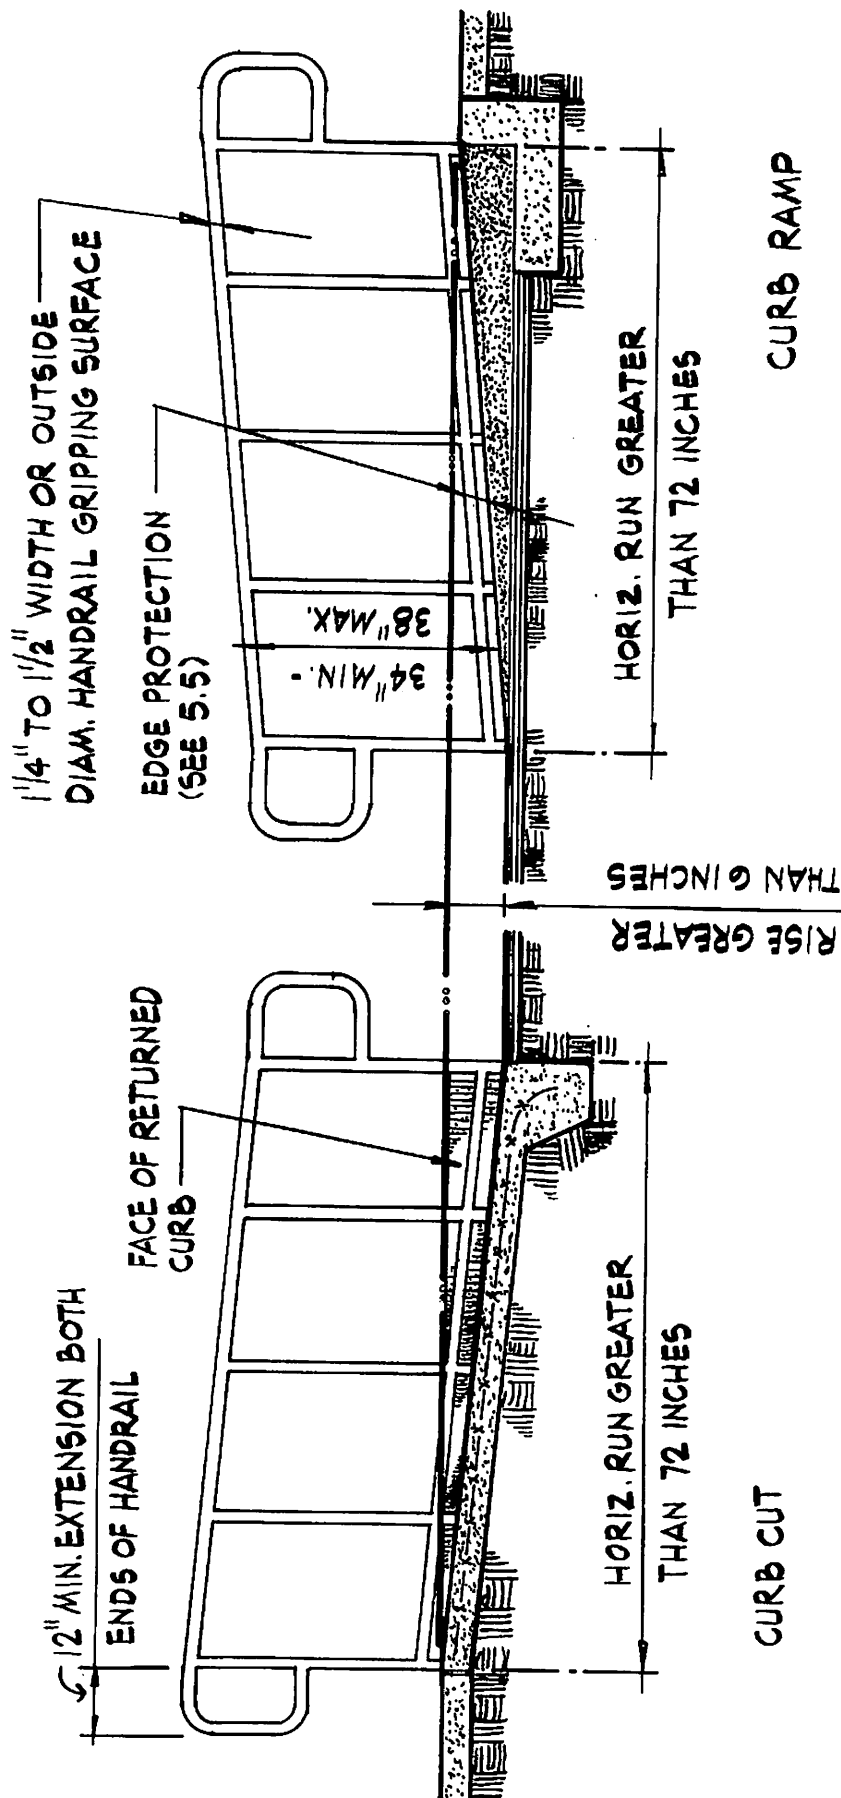 12" MIN. EXTENSION BOTH
ENDS OF HANDRAIL
FACE OF RETURNED
CURB
1 1/4" TO 1 1/2" WIDTH OR OUTSIDE
DIAM. HANDRAIL GRIPPING SURFACE
EDGE PROTECTION
(SEE 5.5)
34" MIN. -
38" MAX.
HORIZ. RUN GREATER
THAN 72 INCHES
RISE GREATER
THAN 6 INCHES
HORIZ. RUN GREATER
THAN 72 INCHES
CURB CUT
CURB RAMP